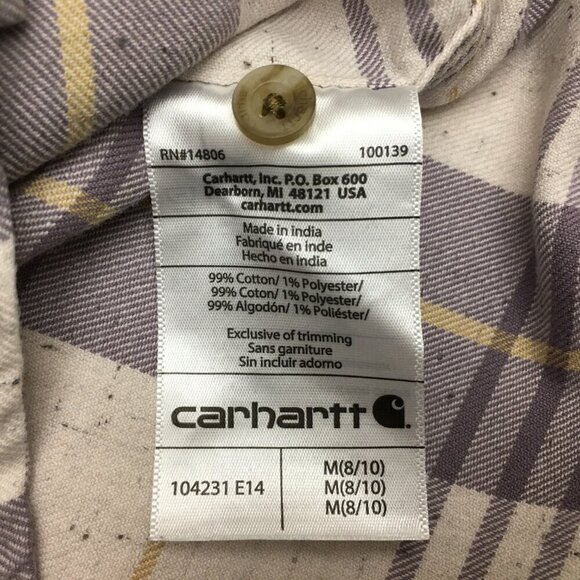 RN#14806 100139
Carhartt, Inc. P.O. Box 600
Dearborn, MI 48121 USA
carhartt.com
Made in india
Fabriqué en inde
Hecho en india
99% Cotton/ 1% Polyester/
99% Coton/ 1% Polyester/
99% Algodón/ 1% Poliéster/
Exclusive of trimming
Sans garniture
Sin incluir adorno
carhartt
104231 E14
M(8/10)
M(8/10)
M(8/10)